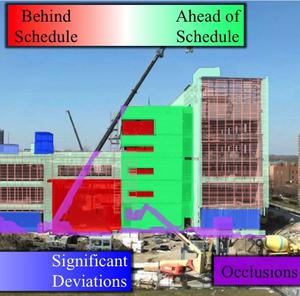 Behind
Schedule
Ahead of
Schedule
Significant
Deviations
Occlusions